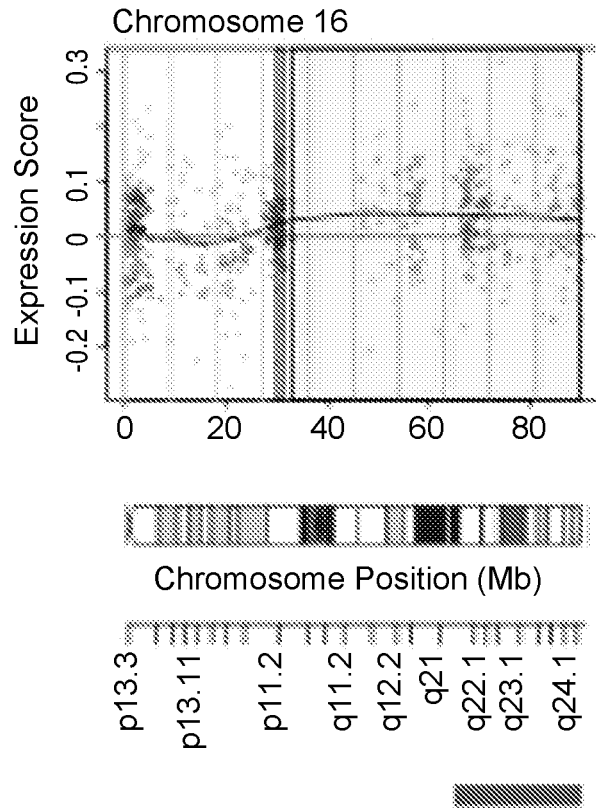 Chromosome 16
Expression Score
0.3
0.1
0
-0.1
-0.2
0 20 40 60 80
Chromosome Position (Mb)
p13.3 p13.11 p11.2 q11.2 q12.2 q21 q22.1 q23.1 q24.1